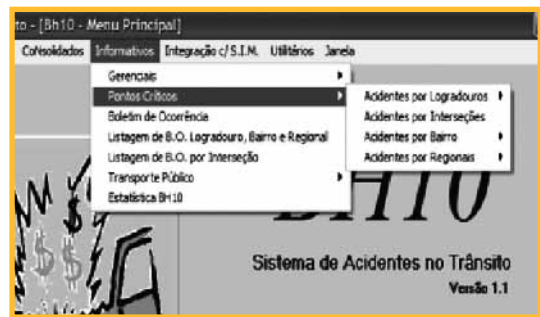 to - [Bh10 - Menu Principal]
Consolidados Informativos Integração c/ S.I.M. Utilitários Janela
Gerenciais
Pontos Críticos
Boletim de Ocorrência
Listagem de B.O. Logradouro, Bairro e Regional
Listagem de B.O. por Interseção
Transporte Público
Estatística BH10
Acidentes por Logradouros
Acidentes por Interseções
Acidentes por Bairro
Acidentes por Regionais
BH10
Sistema de Acidentes no Trânsito
Versão 1.1